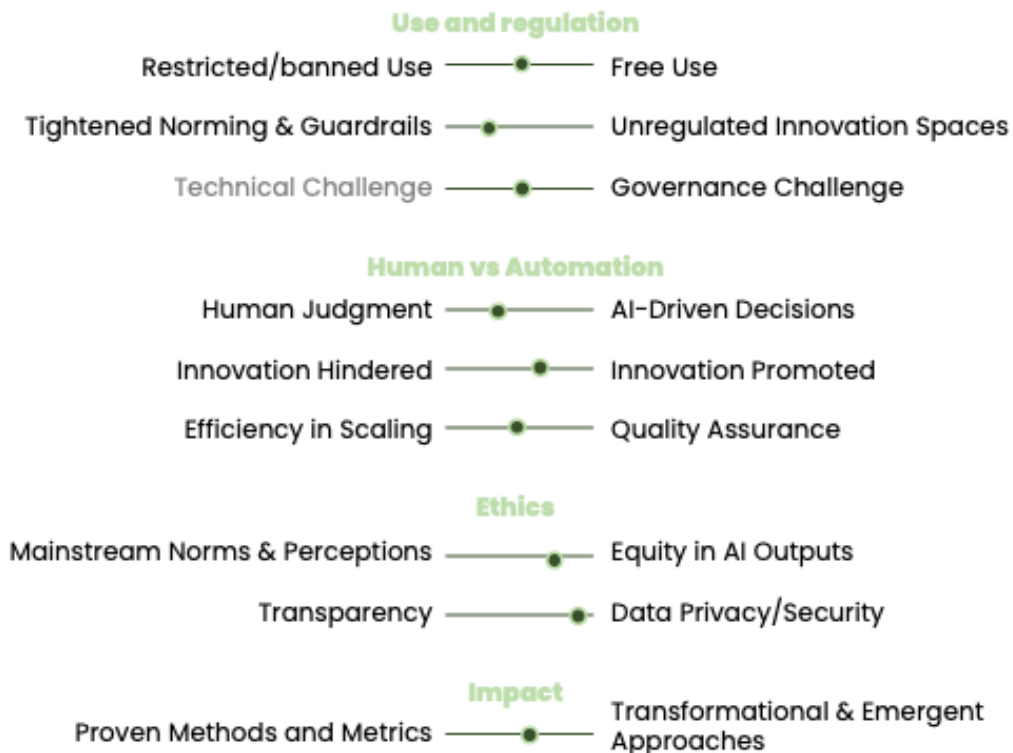 Use and regulation
Restricted/banned Use Free Use
Tightened Norming & Guardrails Unregulated Innovation Spaces
Technical Challenge Governance Challenge
Human vs Automation
Human Judgment AI-Driven Decisions
Innovation Hindered Innovation Promoted
Efficiency in Scaling Quality Assurance
Ethics
Mainstream Norms & Perceptions Equity in AI Outputs
Transparency Data Privacy/Security
Impact
Proven Methods and Metrics Transformational & Emergent
Approaches